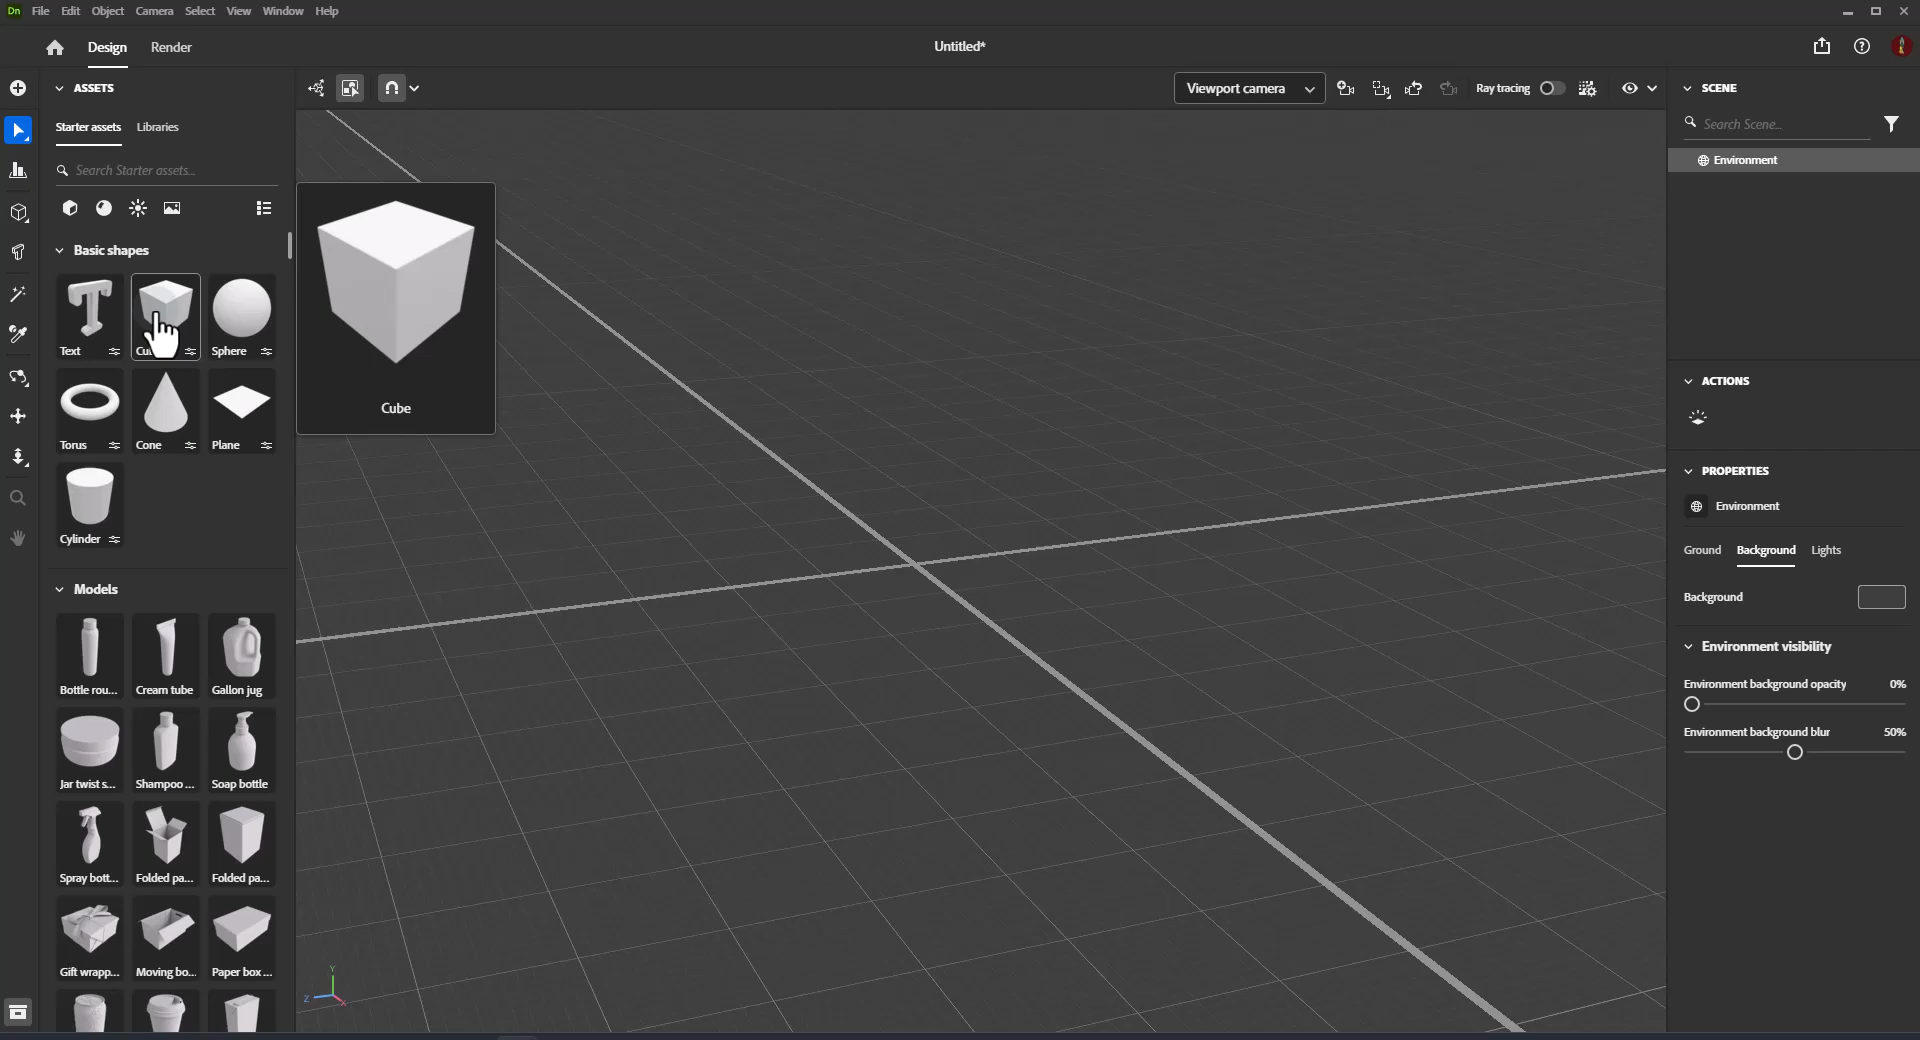 Dn File Edit Object Camera Select View Window Help
Design Render
Untitled*
ASSETS
Starter assets Libraries
Search Starter assets...
Basic shapes
Text
Sphere
Torus
Cone
Plane
Cylinder
Cube
Models
Bottle rou...
Cream tube
Gallon jug
Jar twist s...
Shampoo ...
Soap bottle
Spray bott...
Folded pa...
Folded pa...
Gift wrapp...
Moving bo...
Paper box ...
Viewport camera
Ray tracing
Y
Z
X
SCENE
Search Scene...
Environment
ACTIONS
PROPERTIES
Environment
Ground Background Lights
Background
Environment visibility
Environment background opacity 0%
Environment background blur 50%